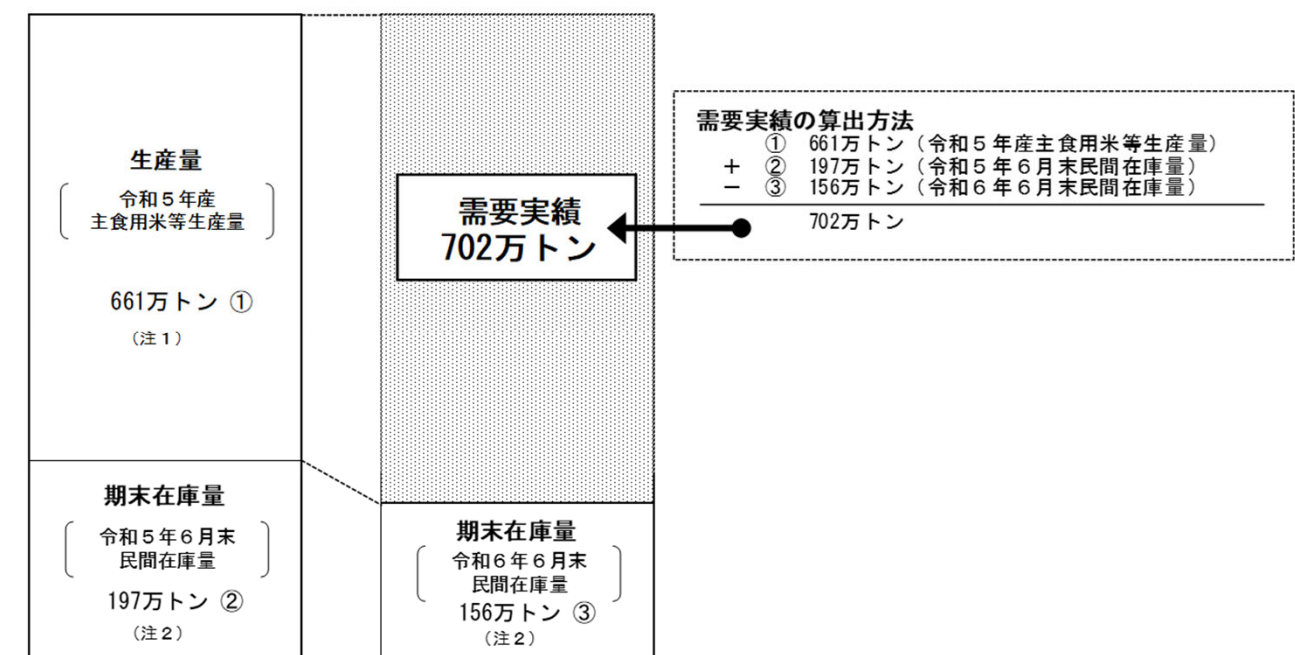 生産量
令和５年産
主食用米等生産量
661万トン ①
（注１）
期末在庫量
令和５年６月末
民間在庫量
197万トン ②
（注２）
需要実績
702万トン
期末在庫量
令和６年６月末
民間在庫量
156万トン ③
（注２）
需要実績の算出方法
① 661万トン（令和５年産主食用米等生産量）
＋ ② 197万トン（令和５年６月末民間在庫量）
－ ③ 156万トン（令和６年６月末民間在庫量）
702万トン